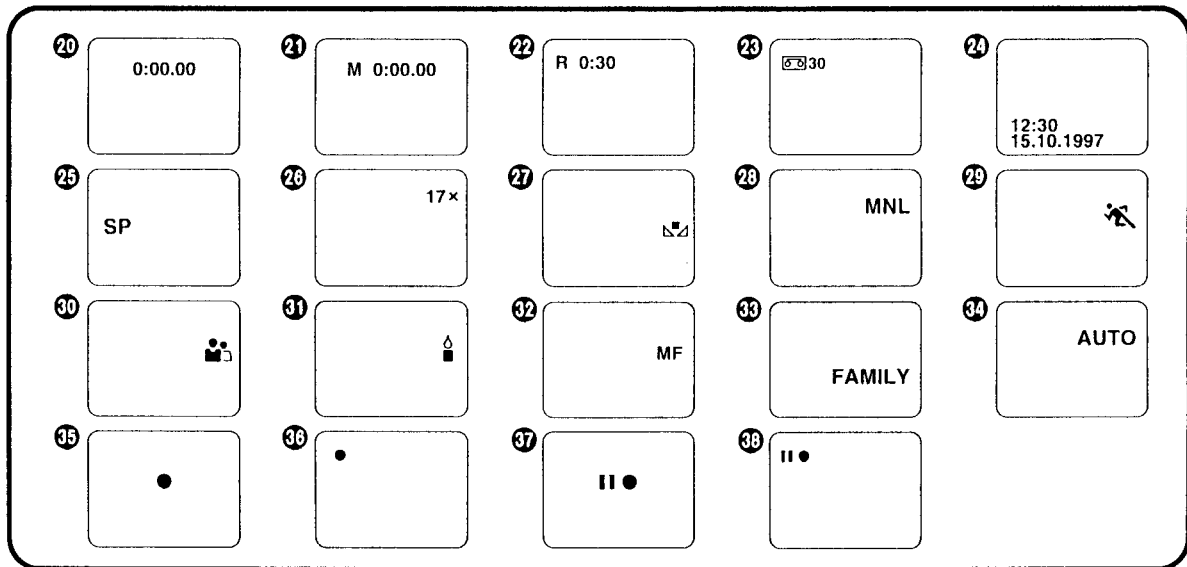 20 21 22 23 24
0:00.00
M 0:00.00
R 0:30
30
12:30
15.10.1997
25 26 27 28 29
SP
17×
MNL
30 31 32 33 34
MF
FAMILY
AUTO
35 36 37 38